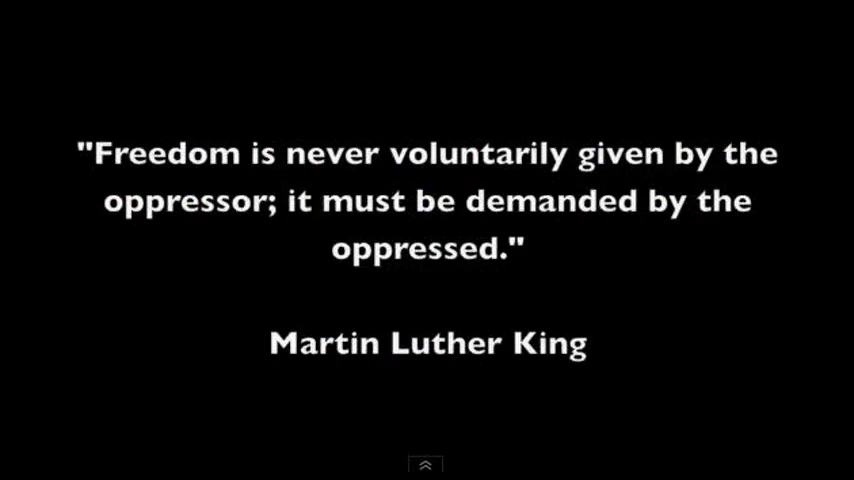 "Freedom is never voluntarily given by the
oppressor; it must be demanded by the
oppressed."
Martin Luther King